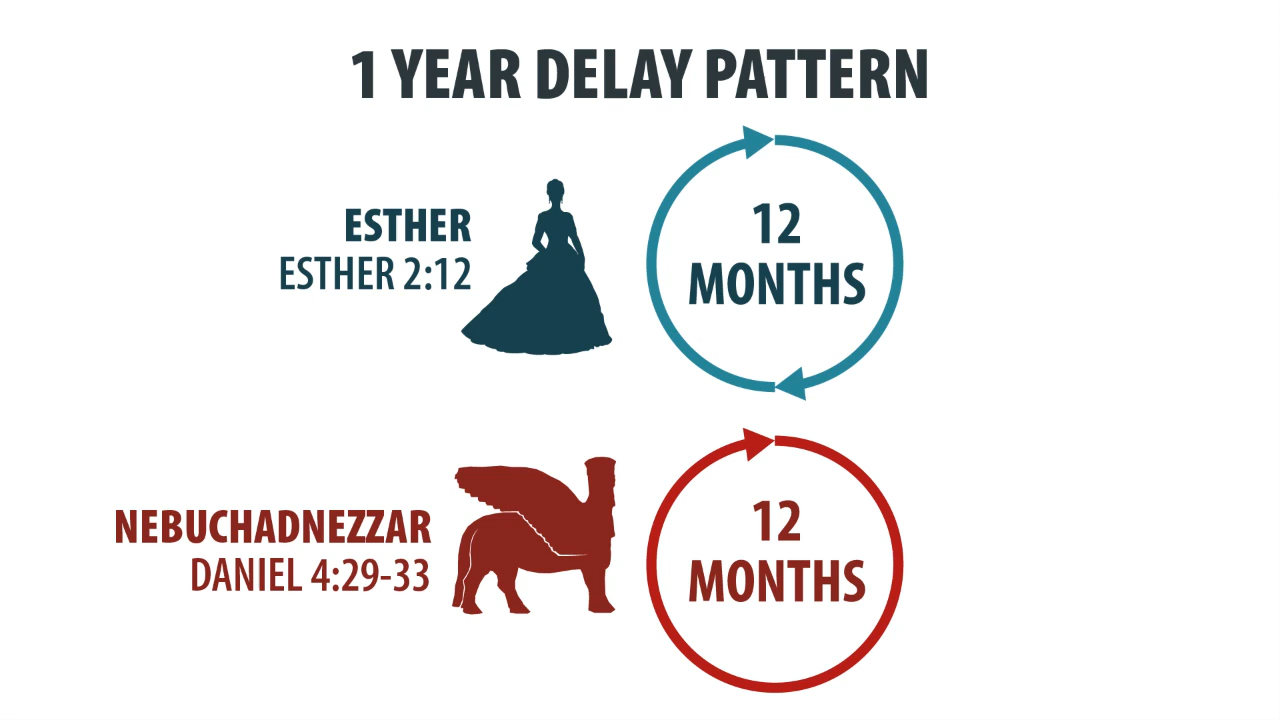 1 YEAR DELAY PATTERN
ESTHER
ESTHER 2:12
12
MONTHS
NEBUCHADNEZZAR
DANIEL 4:29-33
12
MONTHS